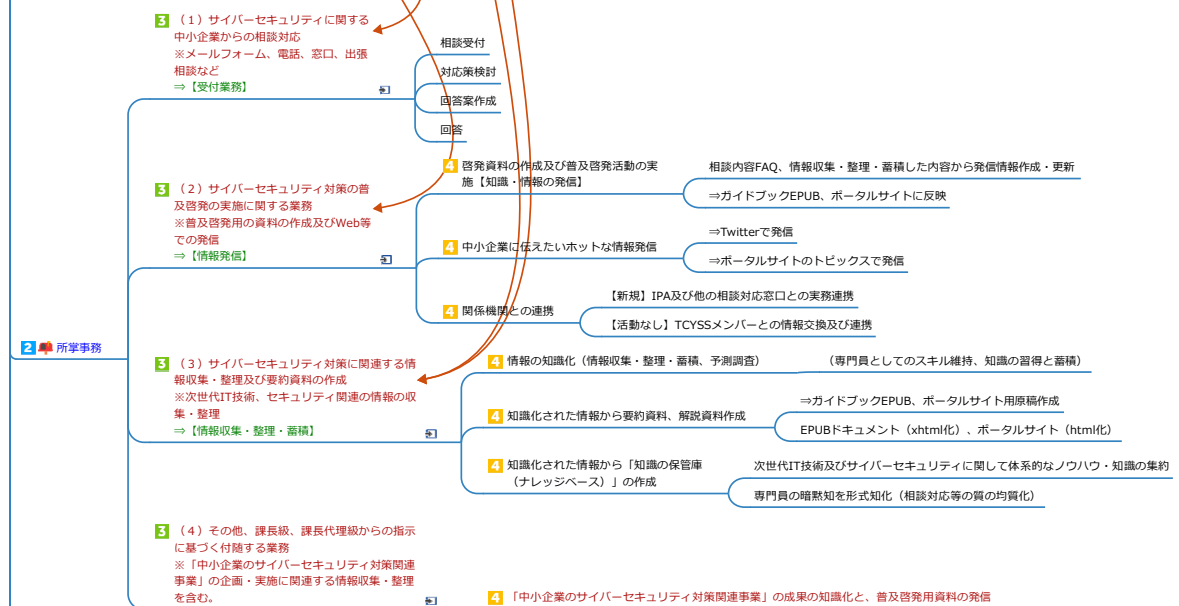 3 （1）サイバーセキュリティに関する
中小企業からの相談対応
※メールフォーム、電話、窓口、出張
相談など
⇒【受付業務】
相談受付
対応策検討
回答案作成
回答
3 （2）サイバーセキュリティ対策の普
及啓発の実施に関する業務
※普及啓発用の資料の作成及びWeb等
での発信
⇒【情報発信】
4 啓発資料の作成及び普及啓発活動の実
施【知識・情報の発信】
相談内容FAQ、情報収集・整理・蓄積した内容から発信情報作成・更新
⇒ガイドブックEPUB、ポータルサイトに反映
4 中小企業に伝えたいホットな情報発信
⇒Twitterで発信
⇒ポータルサイトのトピックスで発信
4 関係機関との連携
【新規】IPA及び他の相談対応窓口との実務連携
【活動なし】TCYSSメンバーとの情報交換及び連携
2 所掌事務
3 （3）サイバーセキュリティ対策に関連する情
報収集・整理及び要約資料の作成
※次世代IT技術、セキュリティ関連の情報の収
集・整理
⇒【情報収集・整理・蓄積】
4 情報の知識化（情報収集・整理・蓄積、予測調査）
（専門員としてのスキル維持、知識の習得と蓄積）
4 知識化された情報から要約資料、解説資料作成
⇒ガイドブックEPUB、ポータルサイト用原稿作成
EPUBドキュメント（xhtml化）、ポータルサイト（html化）
4 知識化された情報から「知識の保管庫
（ナレッジベース）」の作成
次世代IT技術及びサイバーセキュリティに関して体系的なノウハウ・知識の集約
専門員の暗黙知を形式知化（相談対応等の質の均質化）
3 （4）その他、課長級、課長代理級からの指示
に基づく付随する業務
※「中小企業のサイバーセキュリティ対策関連
事業」の企画・実施に関連する情報収集・整理
を含む。
4 「中小企業のサイバーセキュリティ対策関連事業」の成果の知識化と、普及啓発用資料の発信